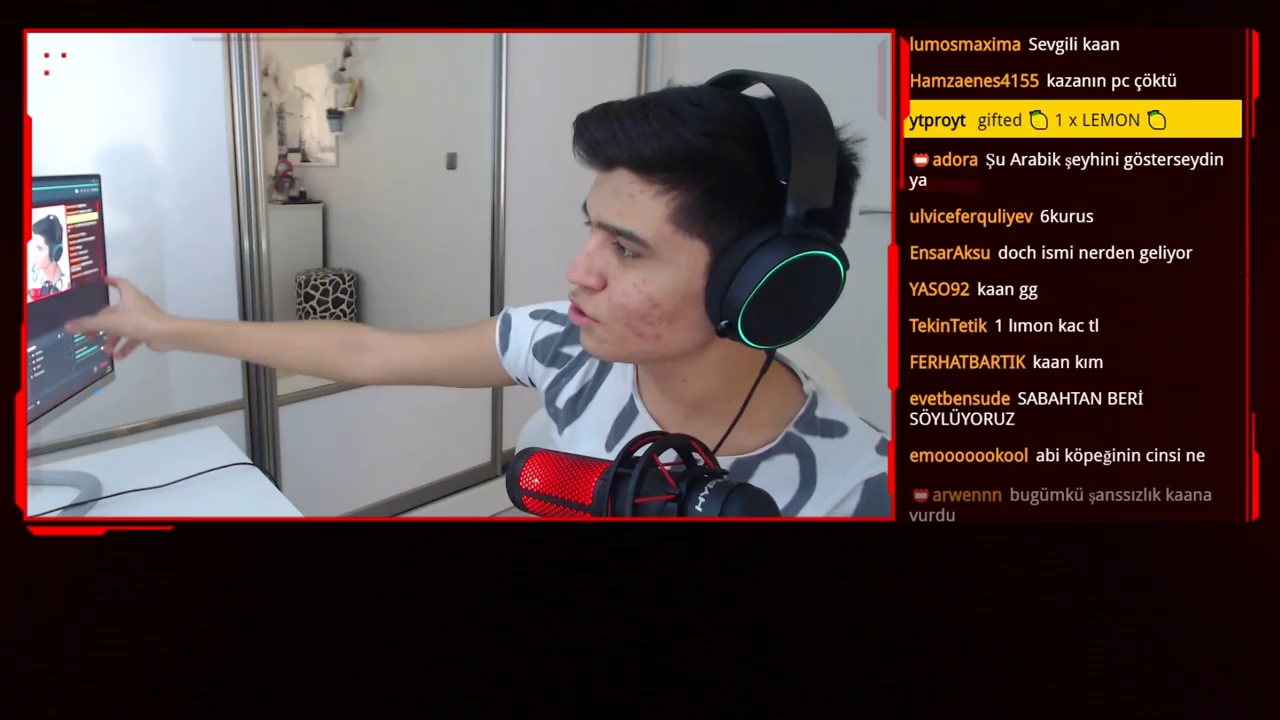 lumosmaxima Sevgili kaan
Hamzaenes4155 kazanın pc çöktü
ytproyt gifted 🍋 1 x LEMON 🍋
adora Şu Arabik şeyhini gösterseydin
ya
ulviceferquliyev 6kurus
EnsarAksu doch ismi nerden geliyor
YASO92 kaan gg
TekinTetik 1 lımon kac tl
FERHATBARTIK kaan kım
evetbensude SABAHTAN BERİ
SÖYLÜYORUZ
emooooookool abi köpeğinin cinsi ne
arwennn bugümkü şanssızlık kaana
vurdu
HYPE